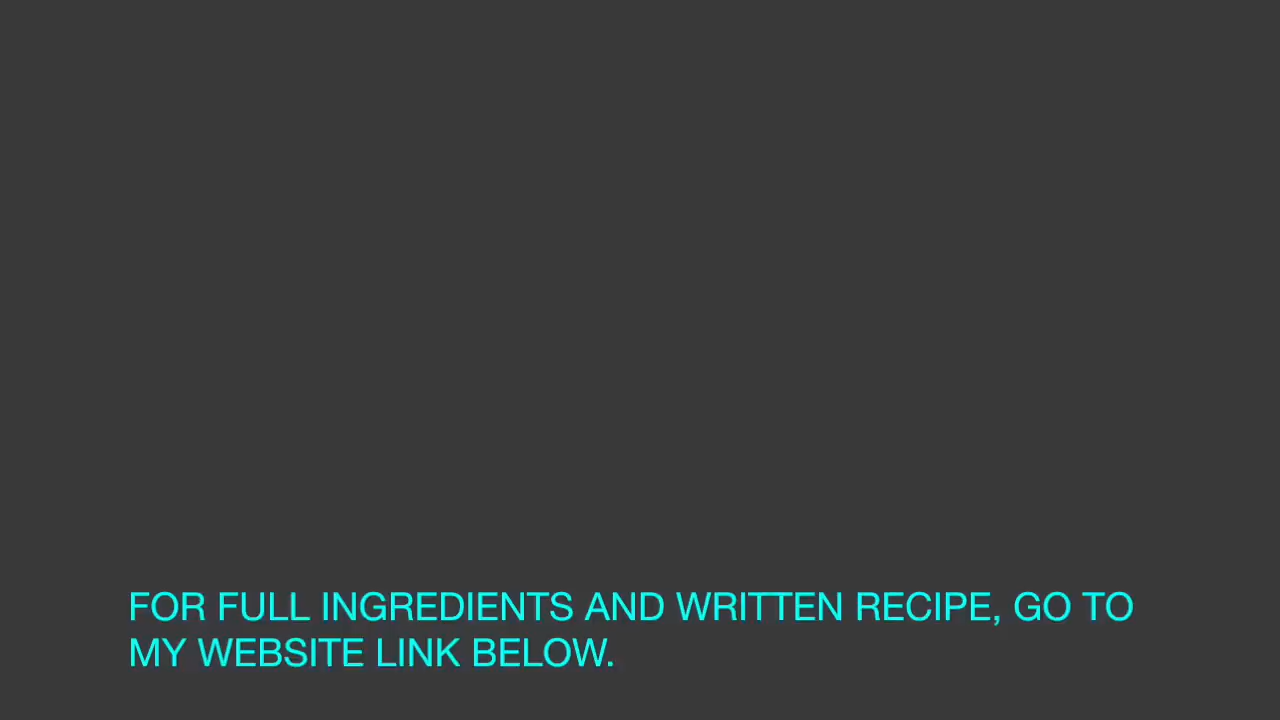 FOR FULL INGREDIENTS AND WRITTEN RECIPE, GO TO
MY WEBSITE LINK BELOW.